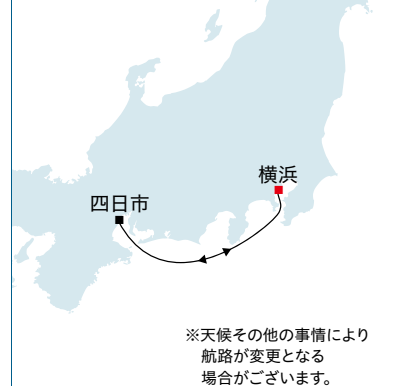 横浜
四日市
※天候その他の事情により
航路が変更となる
場合がございます。